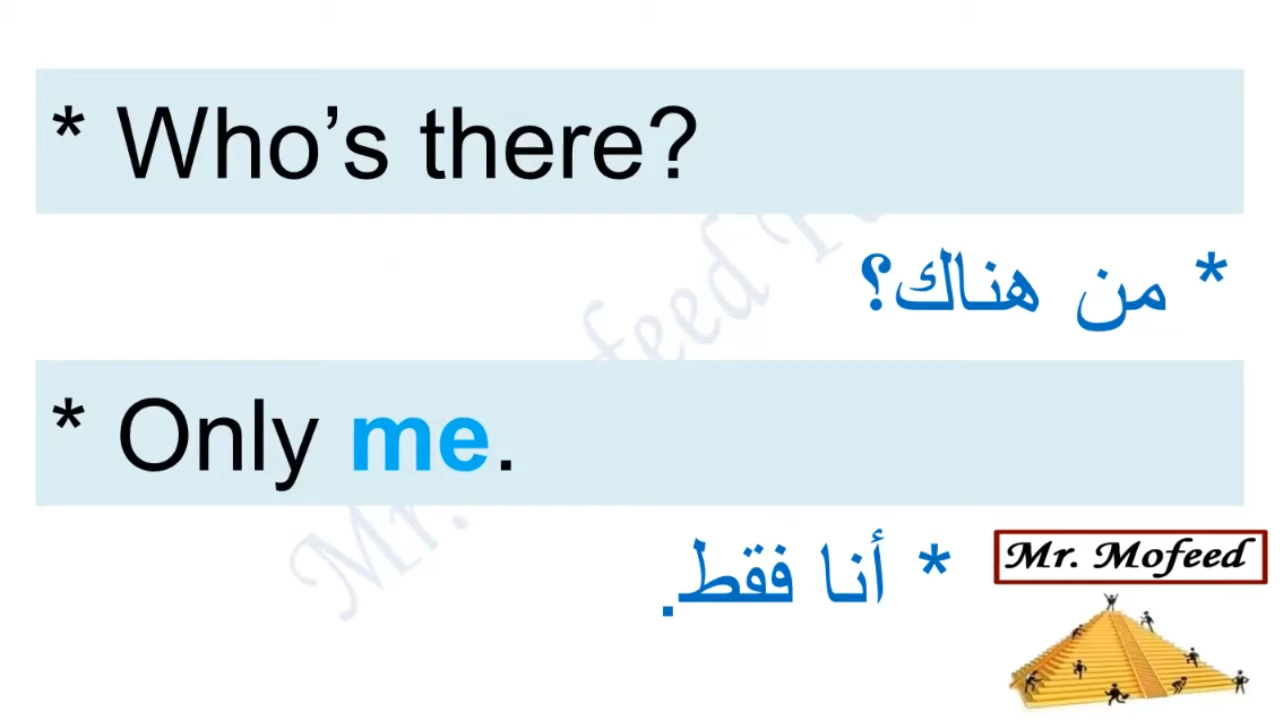 * Who’s there?
* من هناك؟
* Only me.
* أنا فقط.
Mr. Mofeed